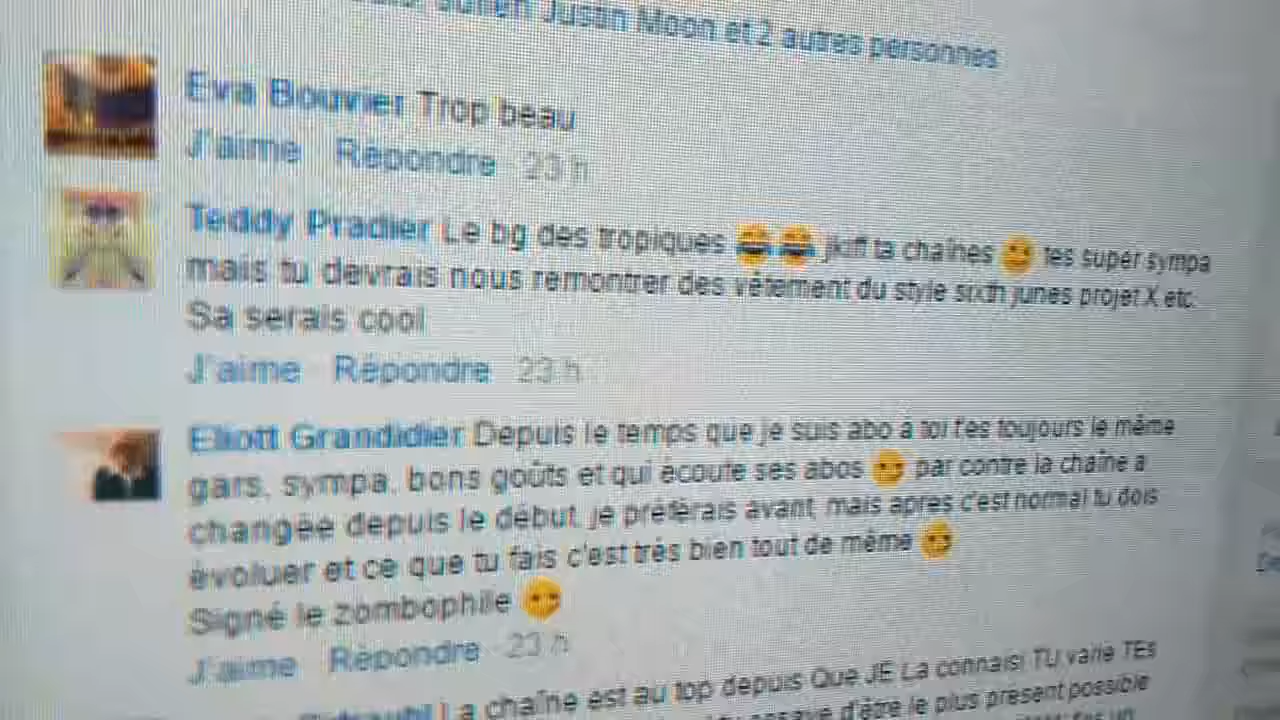 Justin Moon et 2 autres personnes
Eva Bouvier Trop beau
J'aime Répondre 23 h
Teddy Pradier Le bg des tropiques 😂😂 jkiff ta chaînes 😊 tes super sympa
mais tu devrais nous remontrer des vêtement du style sixth junes projet X etc.
Sa serais cool
J'aime Répondre 23 h
Eliott Grandidier Depuis le temps que je suis abo à toi t'es toujours le même
gars, sympa, bons goûts et qui écoute ses abos 😊 par contre la chaîne a
changée depuis le début, je préférais avant, mais après c'est normal tu dois
évoluer et ce que tu fais c'est très bien tout de même 😊
Signé le zombophile 😊
J'aime Répondre 23 h
La chaîne est au top depuis Que JE La connais! TU varie TEs
d'être le plus présent possible
un